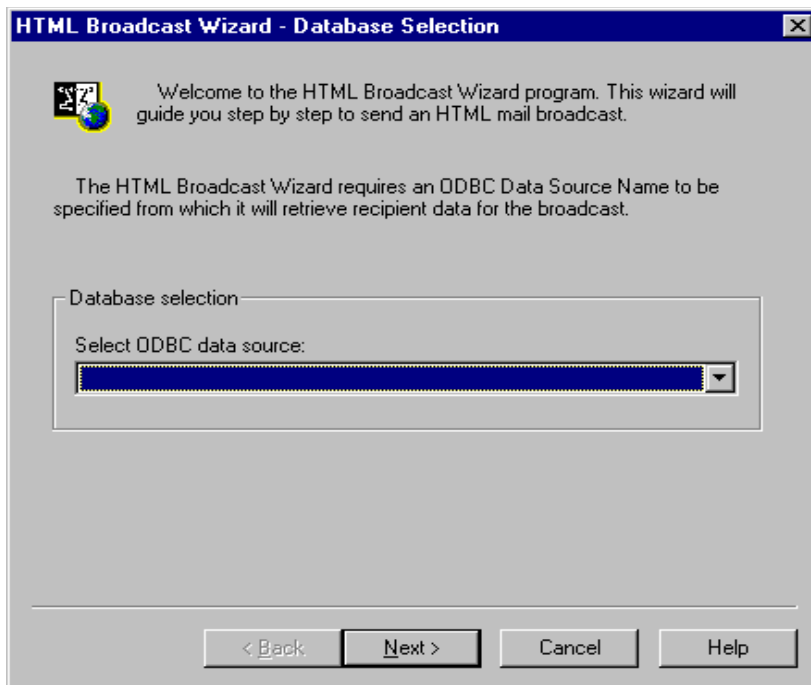 HTML Broadcast Wizard - Database Selection
Welcome to the HTML Broadcast Wizard program. This wizard will
guide you step by step to send an HTML mail broadcast.
The HTML Broadcast Wizard requires an ODBC Data Source Name to be
specified from which it will retrieve recipient data for the broadcast.
Database selection
Select ODBC data source:
< Back
Next >
Cancel
Help